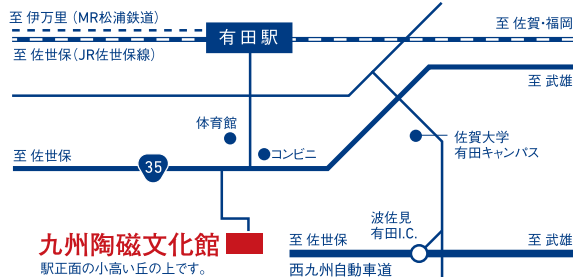 至 伊万里（MR松浦鉄道）
有田駅
至 佐賀・福岡
至 佐世保（JR佐世保線）
至 武雄
体育館
コンビニ
佐賀大学
有田キャンパス
至 佐世保
35
波佐見
有田I.C.
九州陶磁文化館
駅正面の小高い丘の上です。
至 佐世保
至 武雄
西九州自動車道